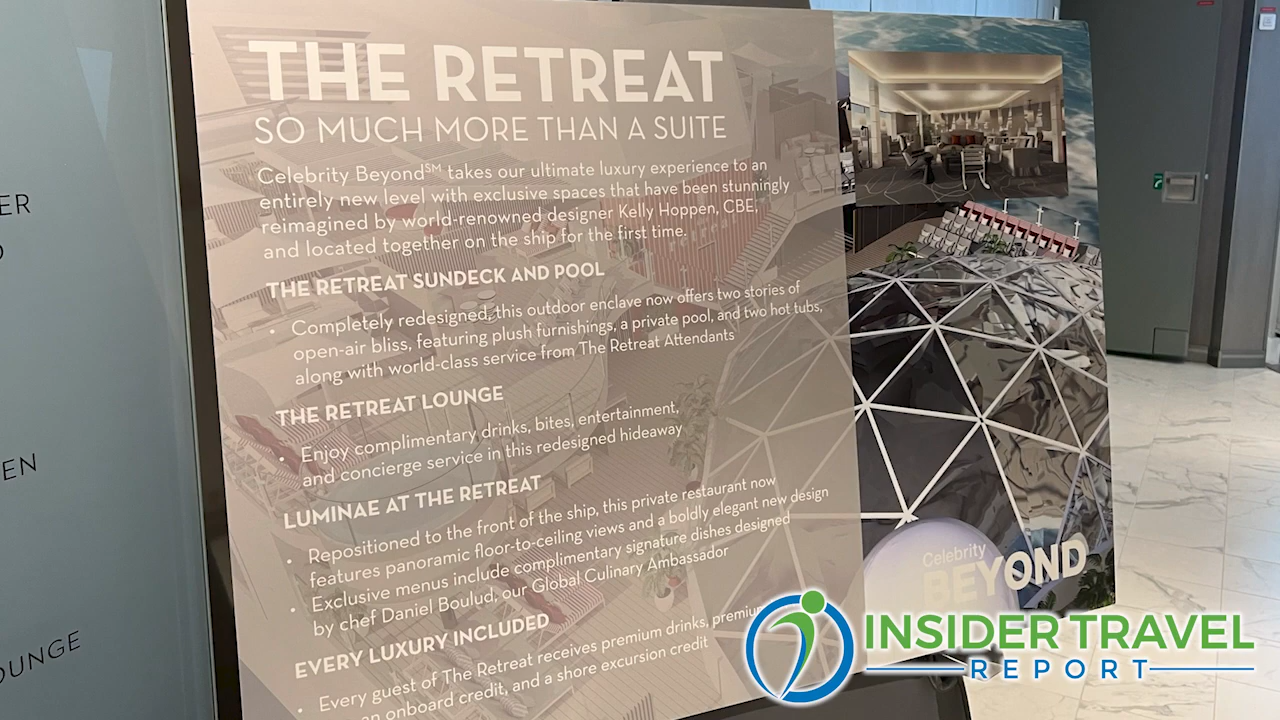 THE RETREAT
SO MUCH MORE THAN A SUITE
Celebrity Beyond℠ takes our ultimate luxury experience to an
entirely new level with exclusive spaces that have been stunningly
reimagined by world-renowned designer Kelly Hoppen, CBE,
and located together on the ship for the first time.
THE RETREAT SUNDECK AND POOL
• Completely redesigned, this outdoor enclave now offers two stories of
open-air bliss, featuring plush furnishings, a private pool, and two hot tubs,
along with world-class service from The Retreat Attendants
THE RETREAT LOUNGE
• Enjoy complimentary drinks, bites, entertainment,
and concierge service in this redesigned hideaway
LUMINAE AT THE RETREAT
• Repositioned to the front of the ship, this private restaurant now
features panoramic floor-to-ceiling views and a boldly elegant new design
• Exclusive menus include complimentary signature dishes designed
by chef Daniel Boulud, our Global Culinary Ambassador
EVERY LUXURY INCLUDED
• Every guest of The Retreat receives premium drinks, premium
an onboard credit, and a shore excursion credit
Celebrity
BEYOND
INSIDER TRAVEL
REPORT
ER
EN
OUNGE